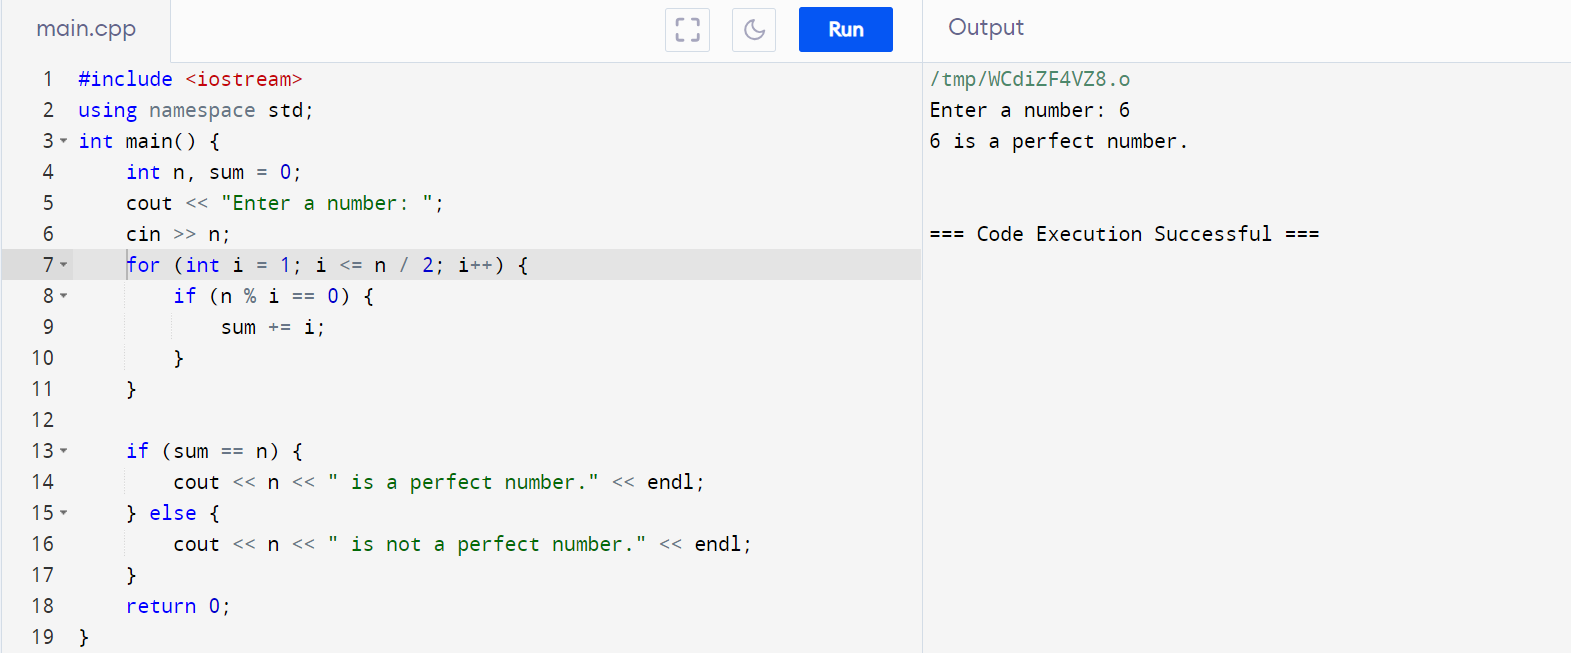 main.cpp
Run
Output
1 #include <iostream>
2 using namespace std;
3 int main() {
4     int n, sum = 0;
5     cout << "Enter a number: ";
6     cin >> n;
7     for (int i = 1; i <= n / 2; i++) {
8         if (n % i == 0) {
9             sum += i;
10         }
11     }
12
13     if (sum == n) {
14         cout << n << " is a perfect number." << endl;
15     } else {
16         cout << n << " is not a perfect number." << endl;
17     }
18     return 0;
19 }
/tmp/WCdiZF4VZ8.o
Enter a number: 6
6 is a perfect number.
=== Code Execution Successful ===